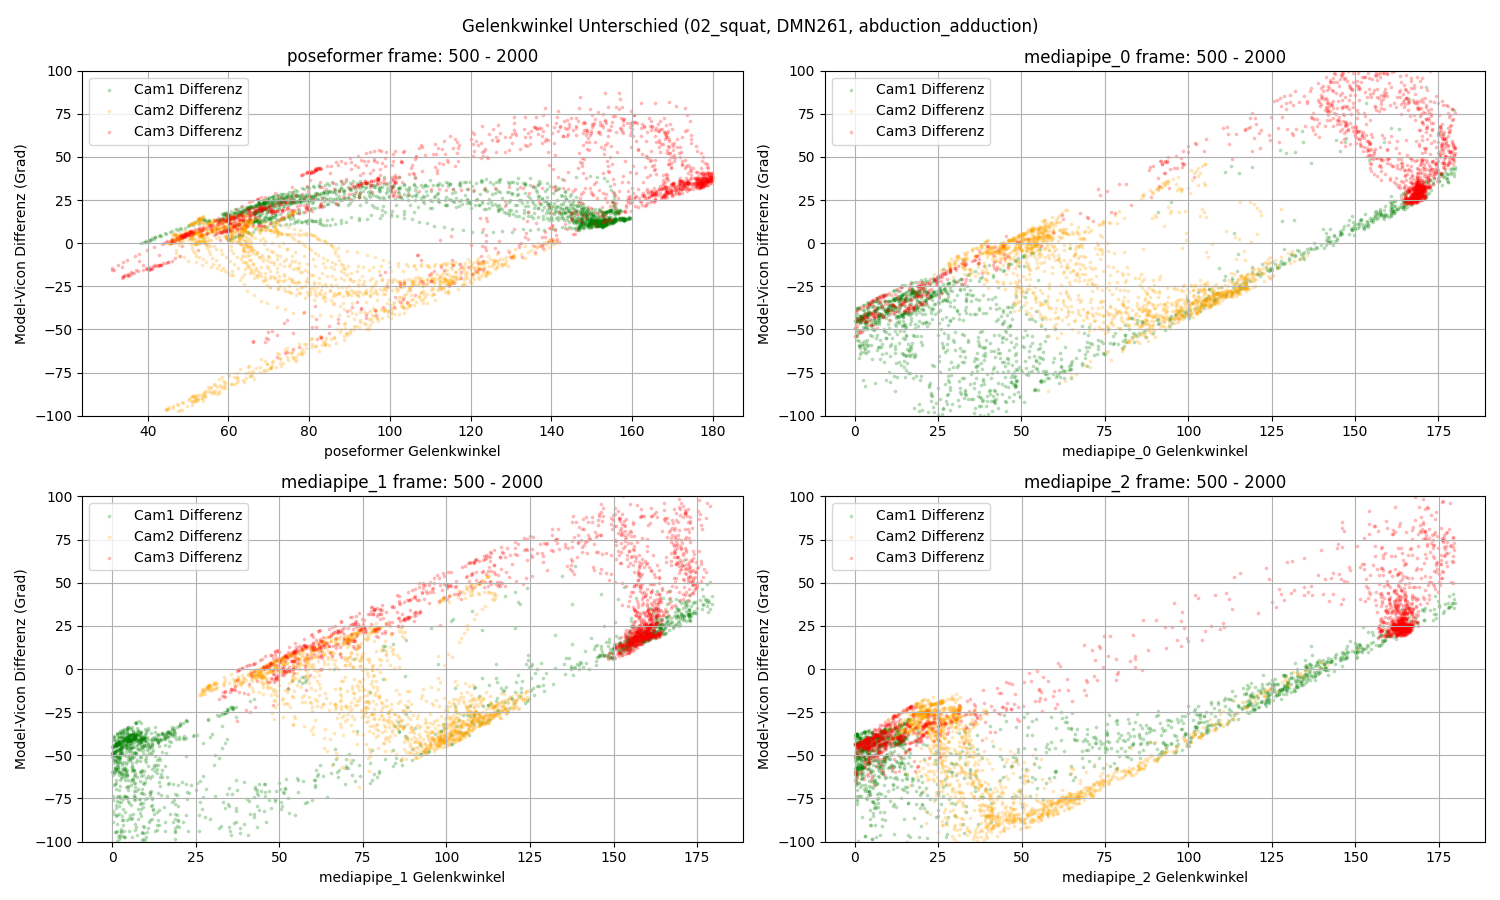 Gelenkwinkel Unterschied (02_squat, DMN261, abduction_adduction)
poseformer frame: 500 - 2000
100
75
50
25
0
−25
−50
−75
−100
Model-Vicon Differenz (Grad)
Cam1 Differenz
Cam2 Differenz
Cam3 Differenz
40 60 80 100 120 140 160 180
poseformer Gelenkwinkel
mediapipe_0 frame: 500 - 2000
100
75
50
25
0
−25
−50
−75
−100
Model-Vicon Differenz (Grad)
Cam1 Differenz
Cam2 Differenz
Cam3 Differenz
0 25 50 75 100 125 150 175
mediapipe_0 Gelenkwinkel
mediapipe_1 frame: 500 - 2000
100
75
50
25
0
−25
−50
−75
−100
Model-Vicon Differenz (Grad)
Cam1 Differenz
Cam2 Differenz
Cam3 Differenz
0 25 50 75 100 125 150 175
mediapipe_1 Gelenkwinkel
mediapipe_2 frame: 500 - 2000
100
75
50
25
0
−25
−50
−75
−100
Model-Vicon Differenz (Grad)
Cam1 Differenz
Cam2 Differenz
Cam3 Differenz
0 25 50 75 100 125 150 175
mediapipe_2 Gelenkwinkel